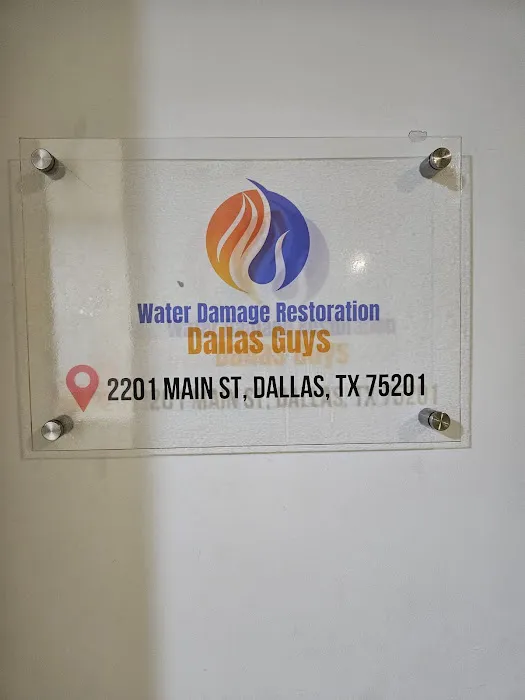 Water Damage Restoration
Dallas Guys
2201 MAIN ST, DALLAS, TX 75201